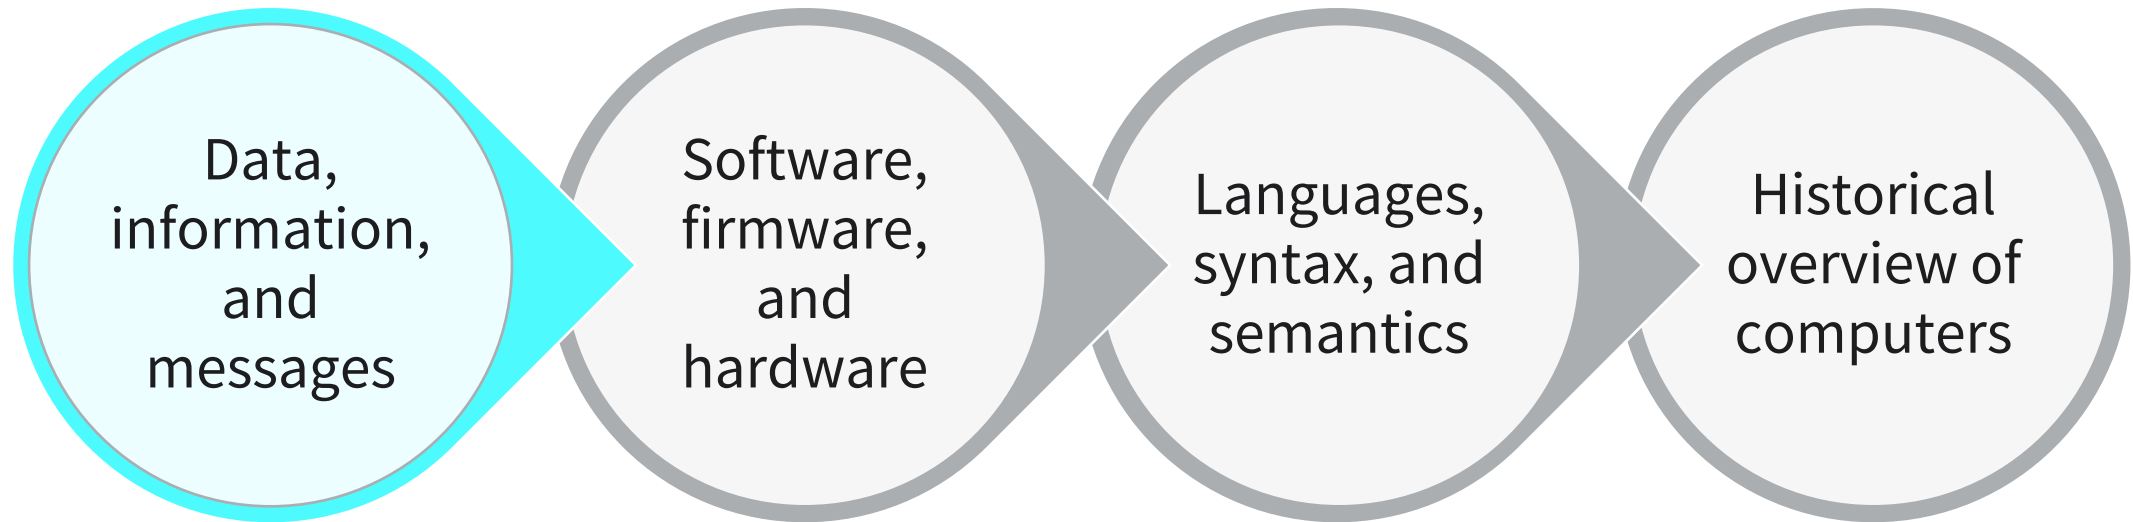 Data,
information,
and
messages
Software,
firmware,
and
hardware
Languages,
syntax, and
semantics
Historical
overview of
computers